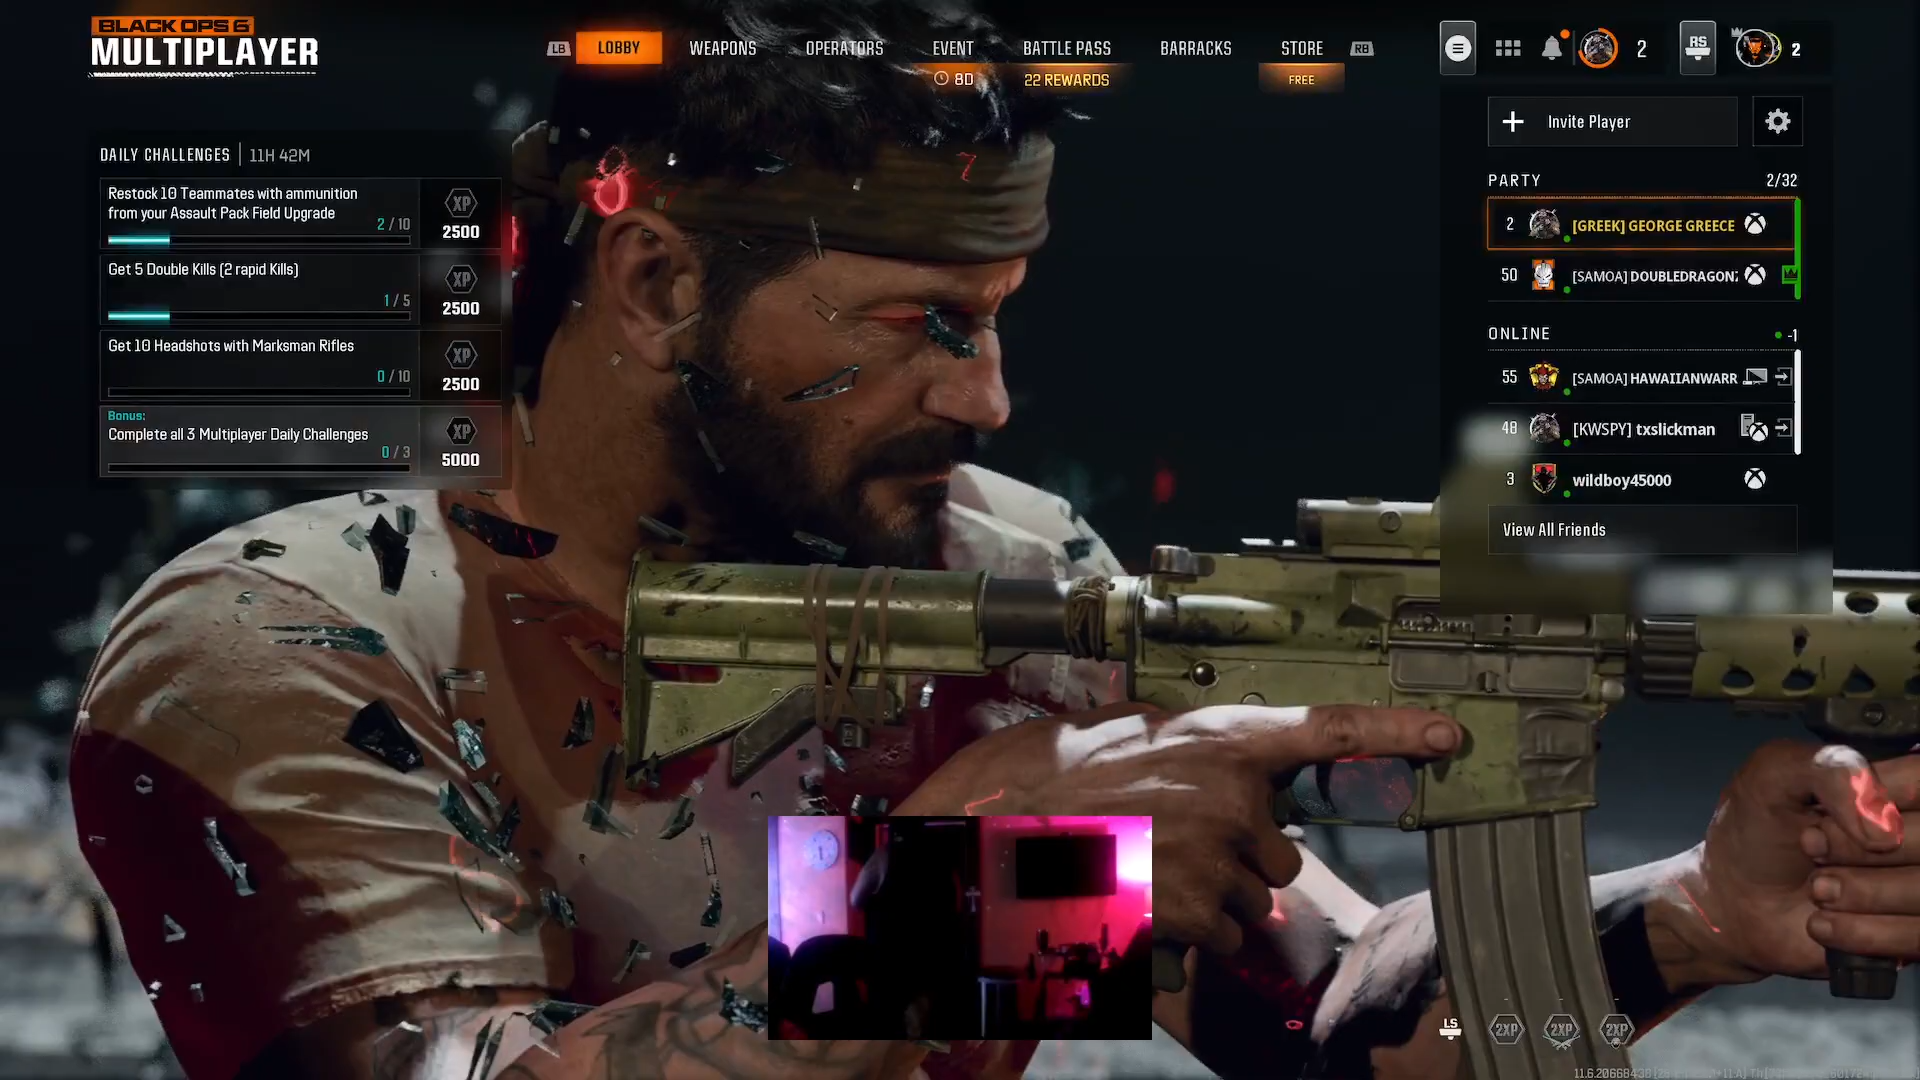 BLACK OPS 6
MULTIPLAYER
LB
LOBBY
WEAPONS
OPERATORS
EVENT
BATTLE PASS
BARRACKS
STORE
RB
8D
22 REWARDS
FREE
2
RS
2
DAILY CHALLENGES
11H 42M
Restock 10 Teammates with ammunition
from your Assault Pack Field Upgrade
2 / 10
XP
2500
Get 5 Double Kills (2 rapid Kills)
1 / 5
XP
2500
Get 10 Headshots with Marksman Rifles
0 / 10
XP
2500
Bonus:
Complete all 3 Multiplayer Daily Challenges
0 / 3
XP
5000
Invite Player
PARTY
2/32
2
[GREEK] GEORGE GREECE
50
[SAMOA] DOUBLEDRAGON
ONLINE
-1
55
[SAMOA] HAWAIIANWARR
48
[KWSPY] txslickman
3
wildboy45000
View All Friends
LS
2XP
2XP
2XP